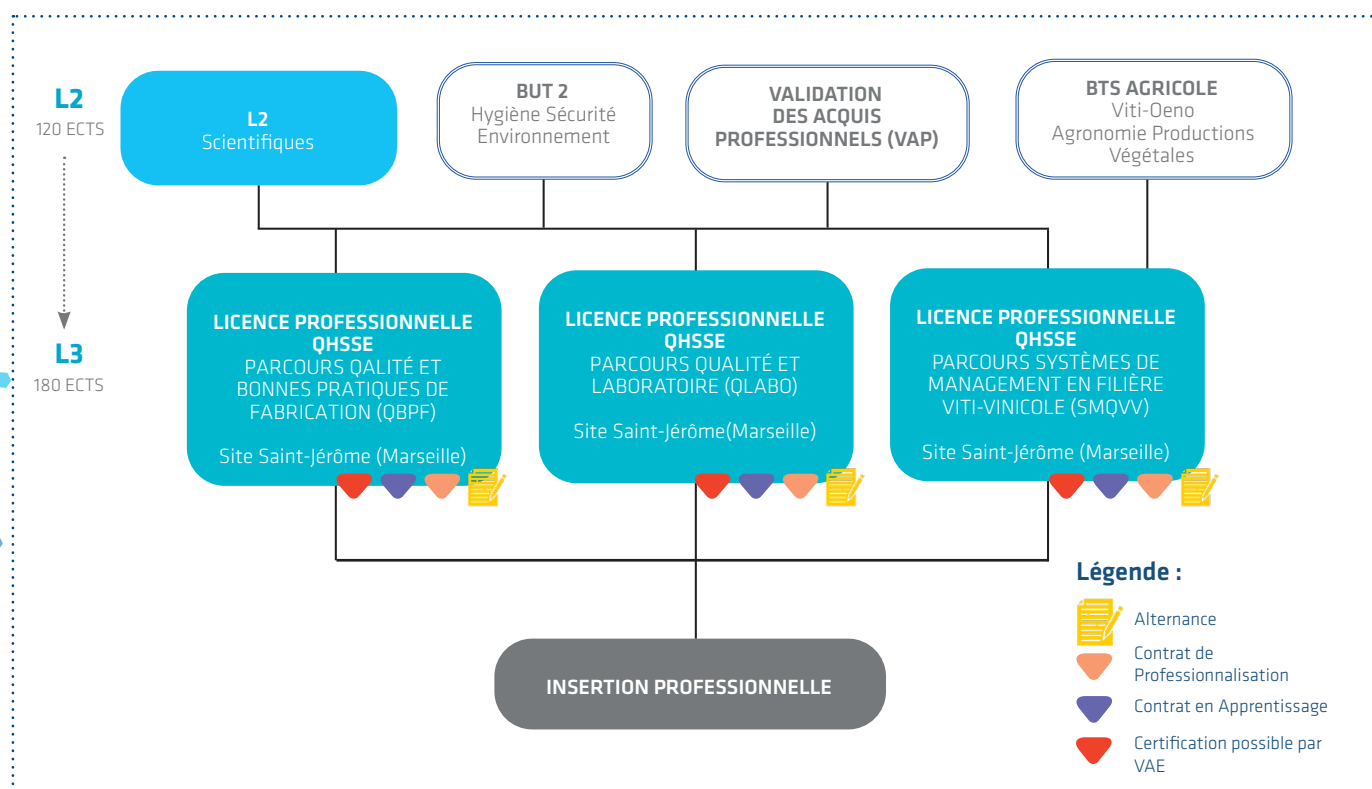 L2
120 ECTS
L2
Scientifiques
BUT 2
Hygiène Sécurité
Environnement
VALIDATION
DES ACQUIS
PROFESSIONNELS (VAP)
BTS AGRICOLE
Viti-Oeno
Agronomie Productions
Végétales
L3
180 ECTS
LICENCE PROFESSIONNELLE
QHSSE
PARCOURS QALITÉ ET
BONNES PRATIQUES DE
FABRICATION (QBPF)
Site Saint-Jérôme (Marseille)
LICENCE PROFESSIONNELLE
QHSSE
PARCOURS QUALITÉ ET
LABORATOIRE (QLABO)
Site Saint-Jérôme(Marseille)
LICENCE PROFESSIONNELLE
QHSSE
PARCOURS SYSTÈMES DE
MANAGEMENT EN FILIÈRE
VITI-VINICOLE (SMQVV)
Site Saint-Jérôme (Marseille)
INSERTION PROFESSIONNELLE
Légende :
Alternance
Contrat de
Professionnalisation
Contrat en Apprentissage
Certification possible par
VAE